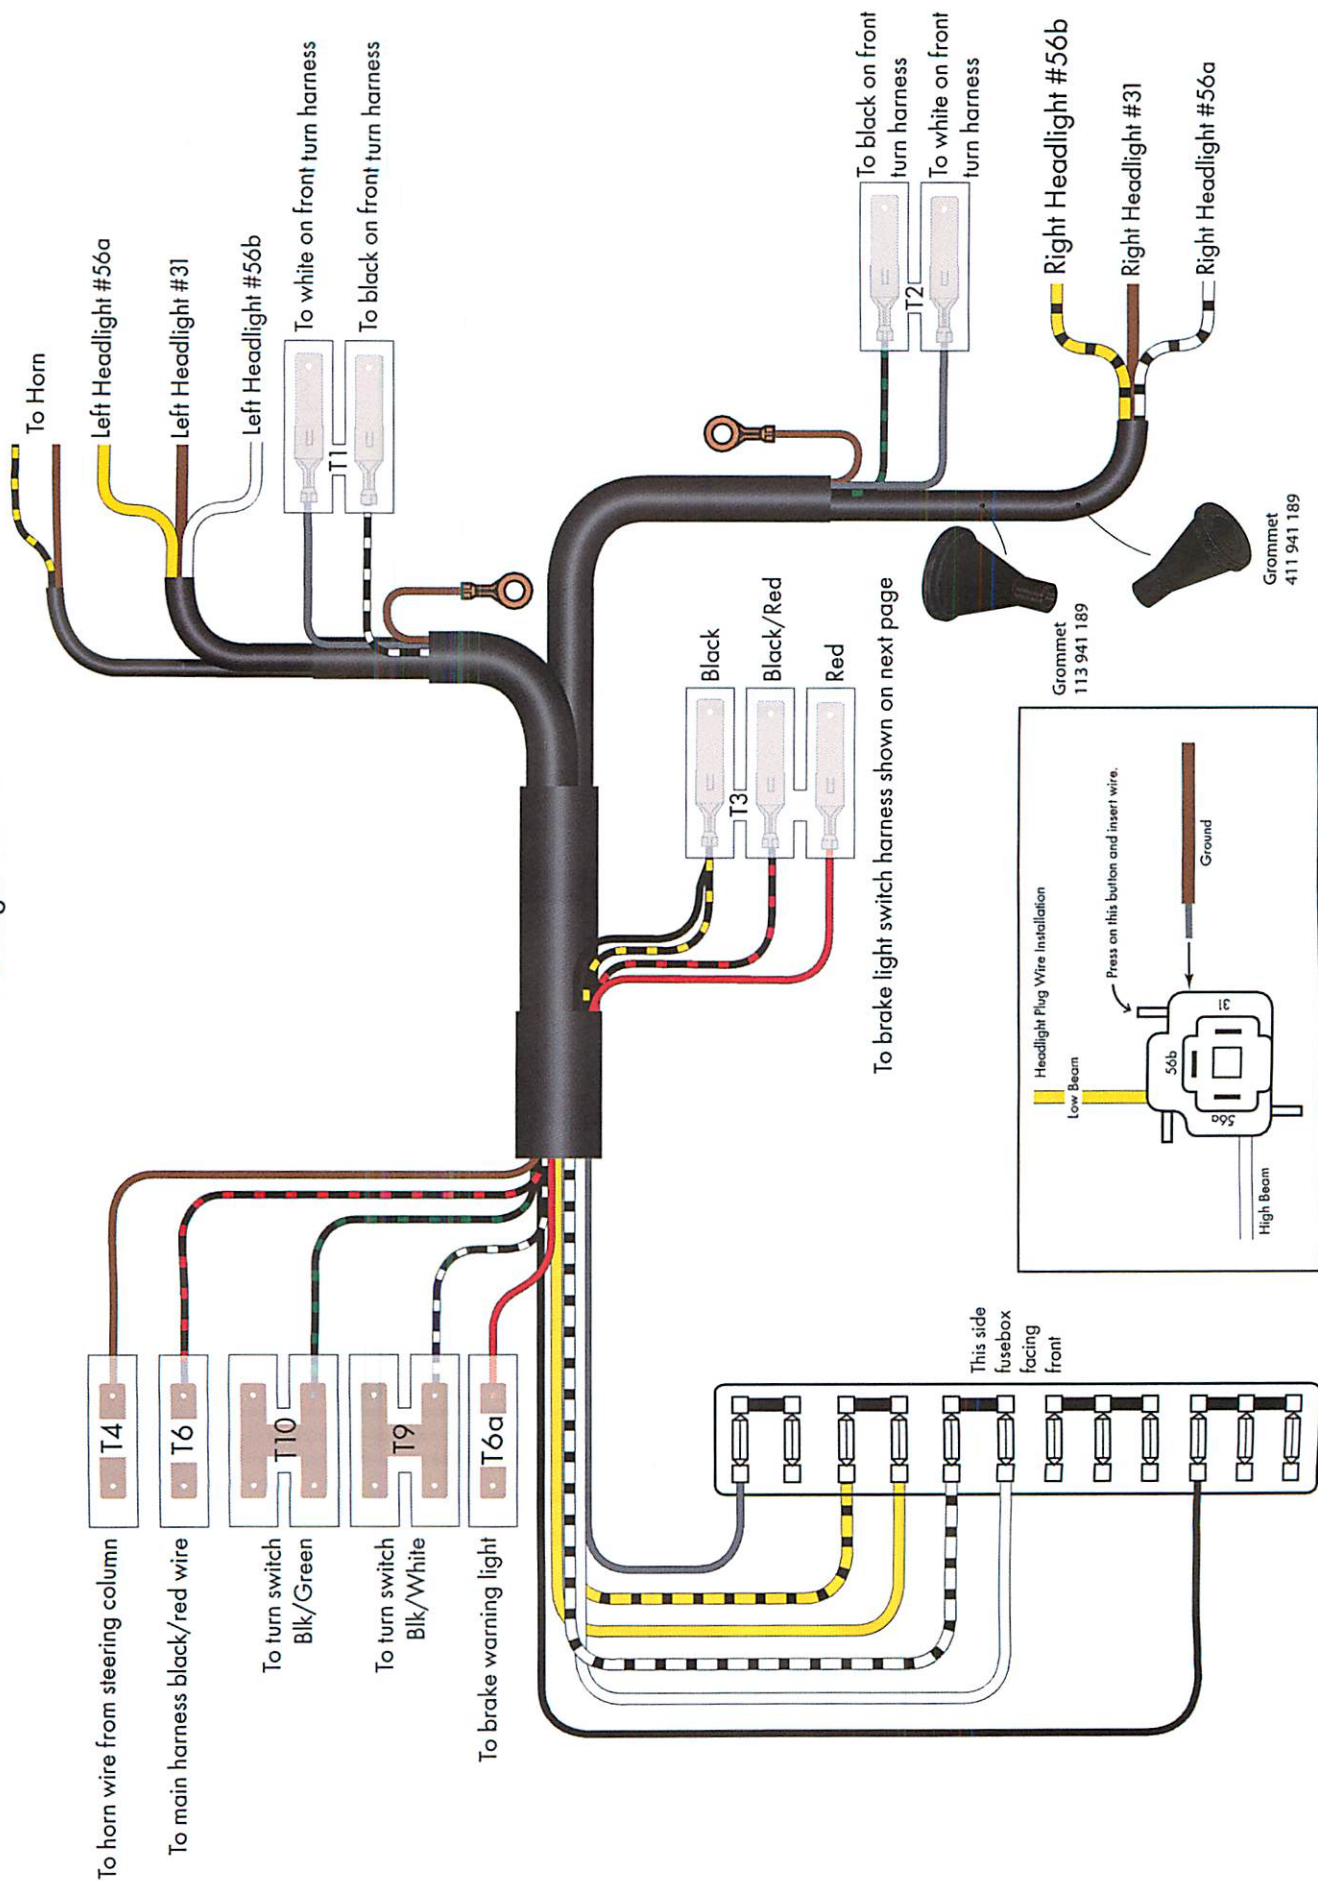 To Horn
Left Headlight #56a
Left Headlight #31
Left Headlight #56b
To white on front turn harness
T1
To black on front turn harness
To black on front
turn harness
T2
To white on front
turn harness
Right Headlight #56b
Right Headlight #31
Right Headlight #56a
Grommet
113 941 189
Grommet
411 941 189
Black
T3
Black/Red
Red
To brake light switch harness shown on next page
T4
To horn wire from steering column
T6
To main harness black/red wire
T10
To turn switch
Blk/Green
T9
To turn switch
Blk/White
T6a
To brake warning light
This side
fusebox
facing
front
Headlight Plug Wire Installation
Low Beam
Press on this button and insert wire.
56b
31
56a
Ground
High Beam